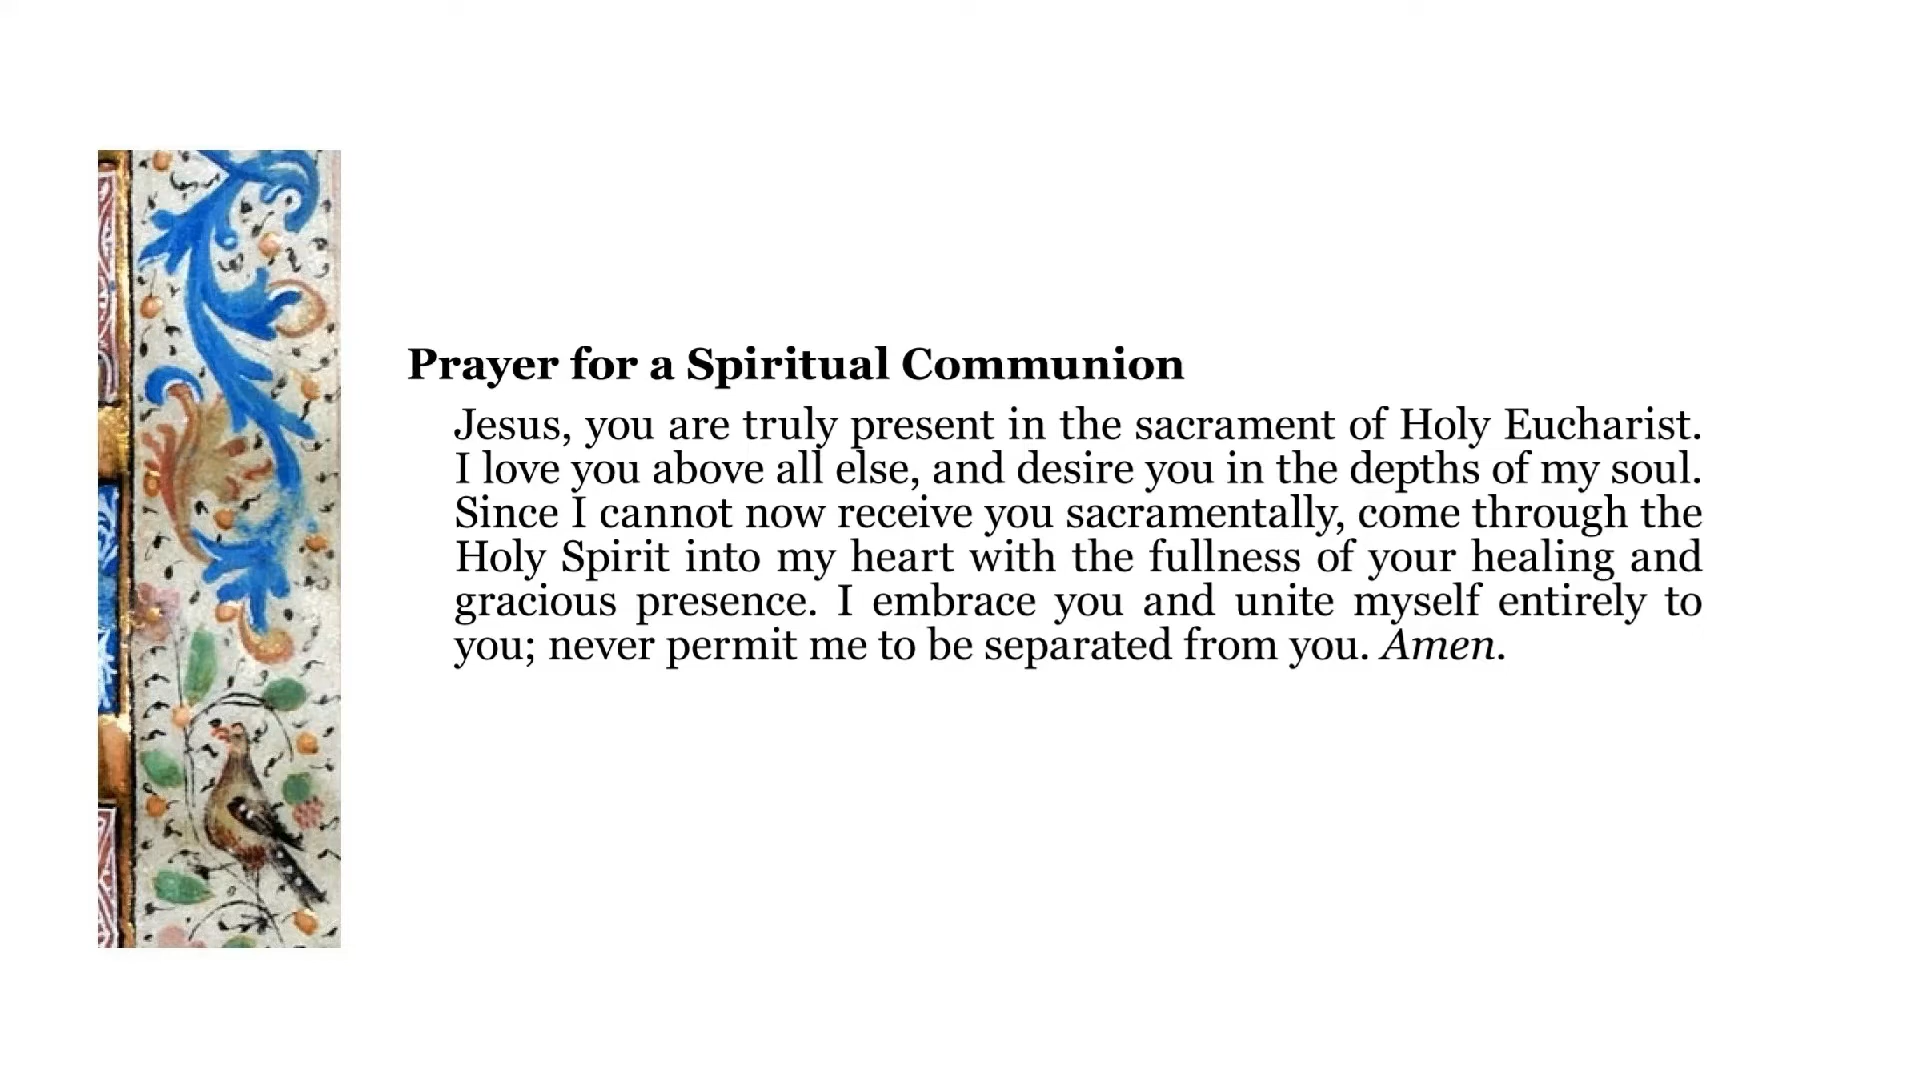 Prayer for a Spiritual Communion
Jesus, you are truly present in the sacrament of Holy Eucharist.
I love you above all else, and desire you in the depths of my soul.
Since I cannot now receive you sacramentally, come through the
Holy Spirit into my heart with the fullness of your healing and
gracious presence. I embrace you and unite myself entirely to
you; never permit me to be separated from you. Amen.